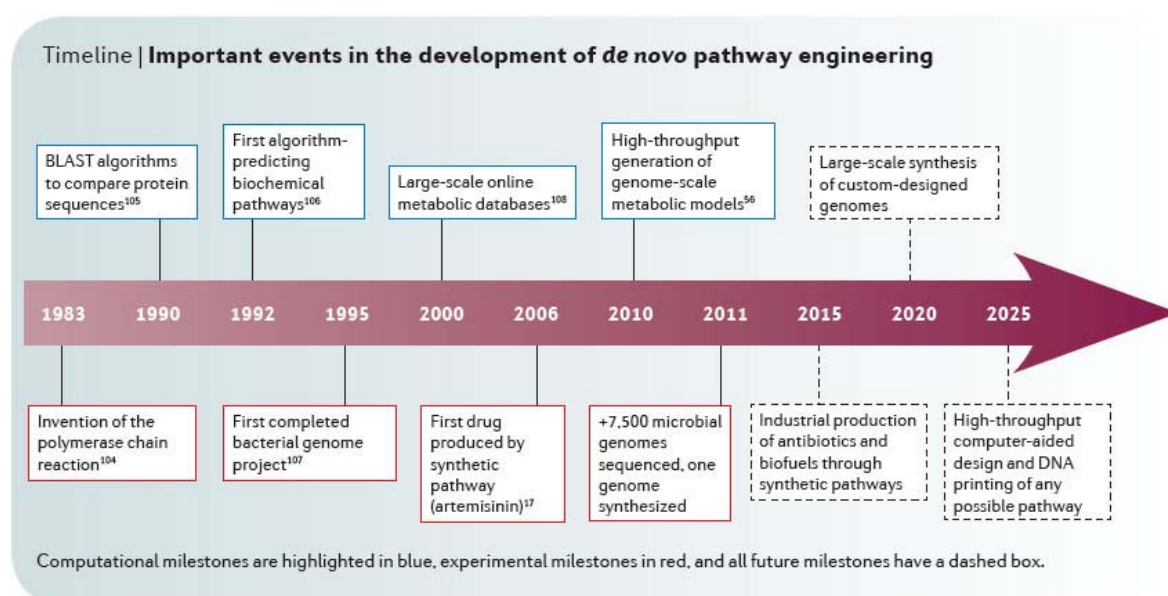 Timeline | Important events in the development of de novo pathway engineering
BLAST algorithms
to compare protein
sequences¹⁰⁵
First algorithm-
predicting
biochemical
pathways¹⁰⁶
Large-scale online
metabolic databases¹⁰⁸
High-throughput
generation of
genome-scale
metabolic models⁵⁶
Large-scale synthesis
of custom-designed
genomes
1983 1990 1992 1995 2000 2006 2010 2011 2015 2020 2025
Invention of the
polymerase chain
reaction¹⁰⁴
First completed
bacterial genome
project¹⁰⁷
First drug
produced by
synthetic
pathway
(artemisinin)¹⁷
+7,500 microbial
genomes
sequenced, one
genome
synthesized
Industrial production
of antibiotics and
biofuels through
synthetic pathways
High-throughput
computer-aided
design and DNA
printing of any
possible pathway
Computational milestones are highlighted in blue, experimental milestones in red, and all future milestones have a dashed box.